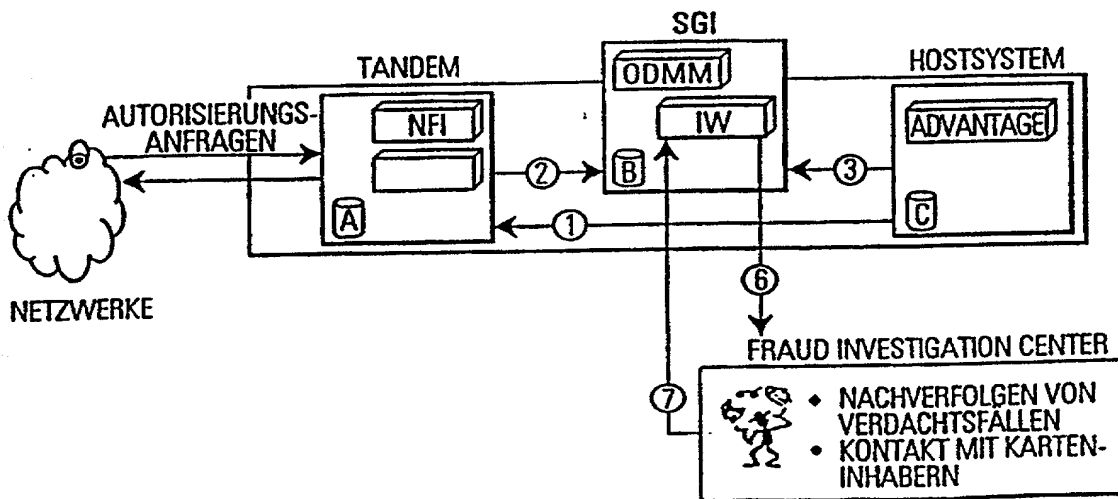 SGI
TANDEM
HOSTSYSTEM
ODMM
AUTORISIERUNGS-
ANFRAGEN
NFI
IW
ADVANTAGE
2
3
B
A
C
1
NETZWERKE
6
FRAUD INVESTIGATION CENTER
7
• NACHVERFOLGEN VON
VERDACHTSFÄLLEN
• KONTAKT MIT KARTEN-
INHABERN